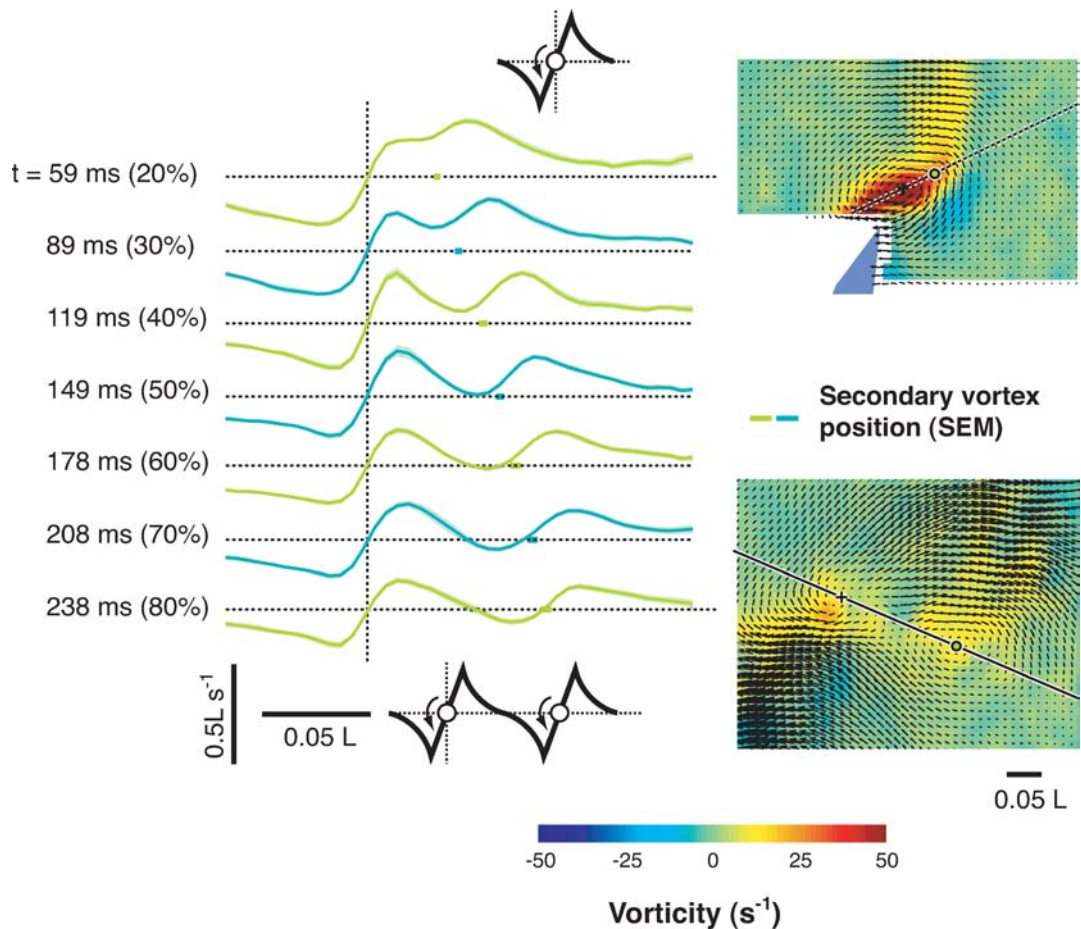 t = 59 ms (20%)
89 ms (30%)
119 ms (40%)
149 ms (50%)
178 ms (60%)
208 ms (70%)
238 ms (80%)
0.5L s⁻¹
0.05 L
Secondary vortex
position (SEM)
0.05 L
-50 -25 0 25 50
Vorticity (s⁻¹)